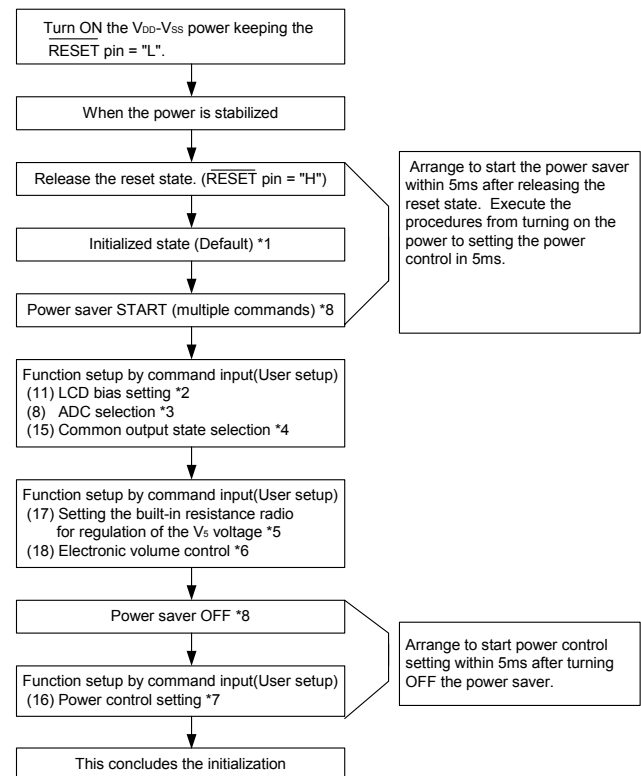 Turn ON the VDD-VSS power keeping the
RESET pin = "L".
When the power is stabilized
Release the reset state. (RESET pin = "H")
Initialized state (Default) *1
Power saver START (multiple commands) *8
Arrange to start the power saver
within 5ms after releasing the
reset state. Execute the
procedures from turning on the
power to setting the power
control in 5ms.
Function setup by command input(User setup)
(11) LCD bias setting *2
(8) ADC selection *3
(15) Common output state selection *4
Function setup by command input(User setup)
(17) Setting the built-in resistance radio
for regulation of the V5 voltage *5
(18) Electronic volume control *6
Power saver OFF *8
Function setup by command input(User setup)
(16) Power control setting *7
Arrange to start power control
setting within 5ms after turning
OFF the power saver.
This concludes the initialization